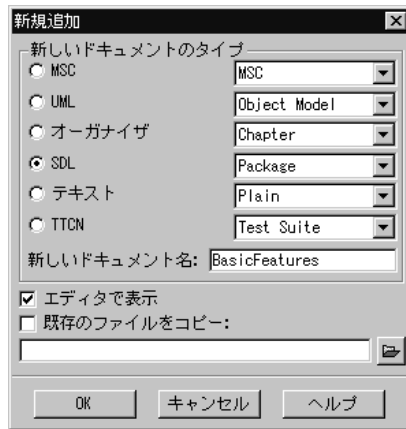 新規追加
新しいドキュメントのタイプ
MSC MSC
UML Object Model
オーガナイザ Chapter
SDL Package
テキスト Plain
TTCN Test Suite
新しいドキュメント名: BasicFeatures
エディタで表示
既存のファイルをコピー:
OK キャンセル ヘルプ